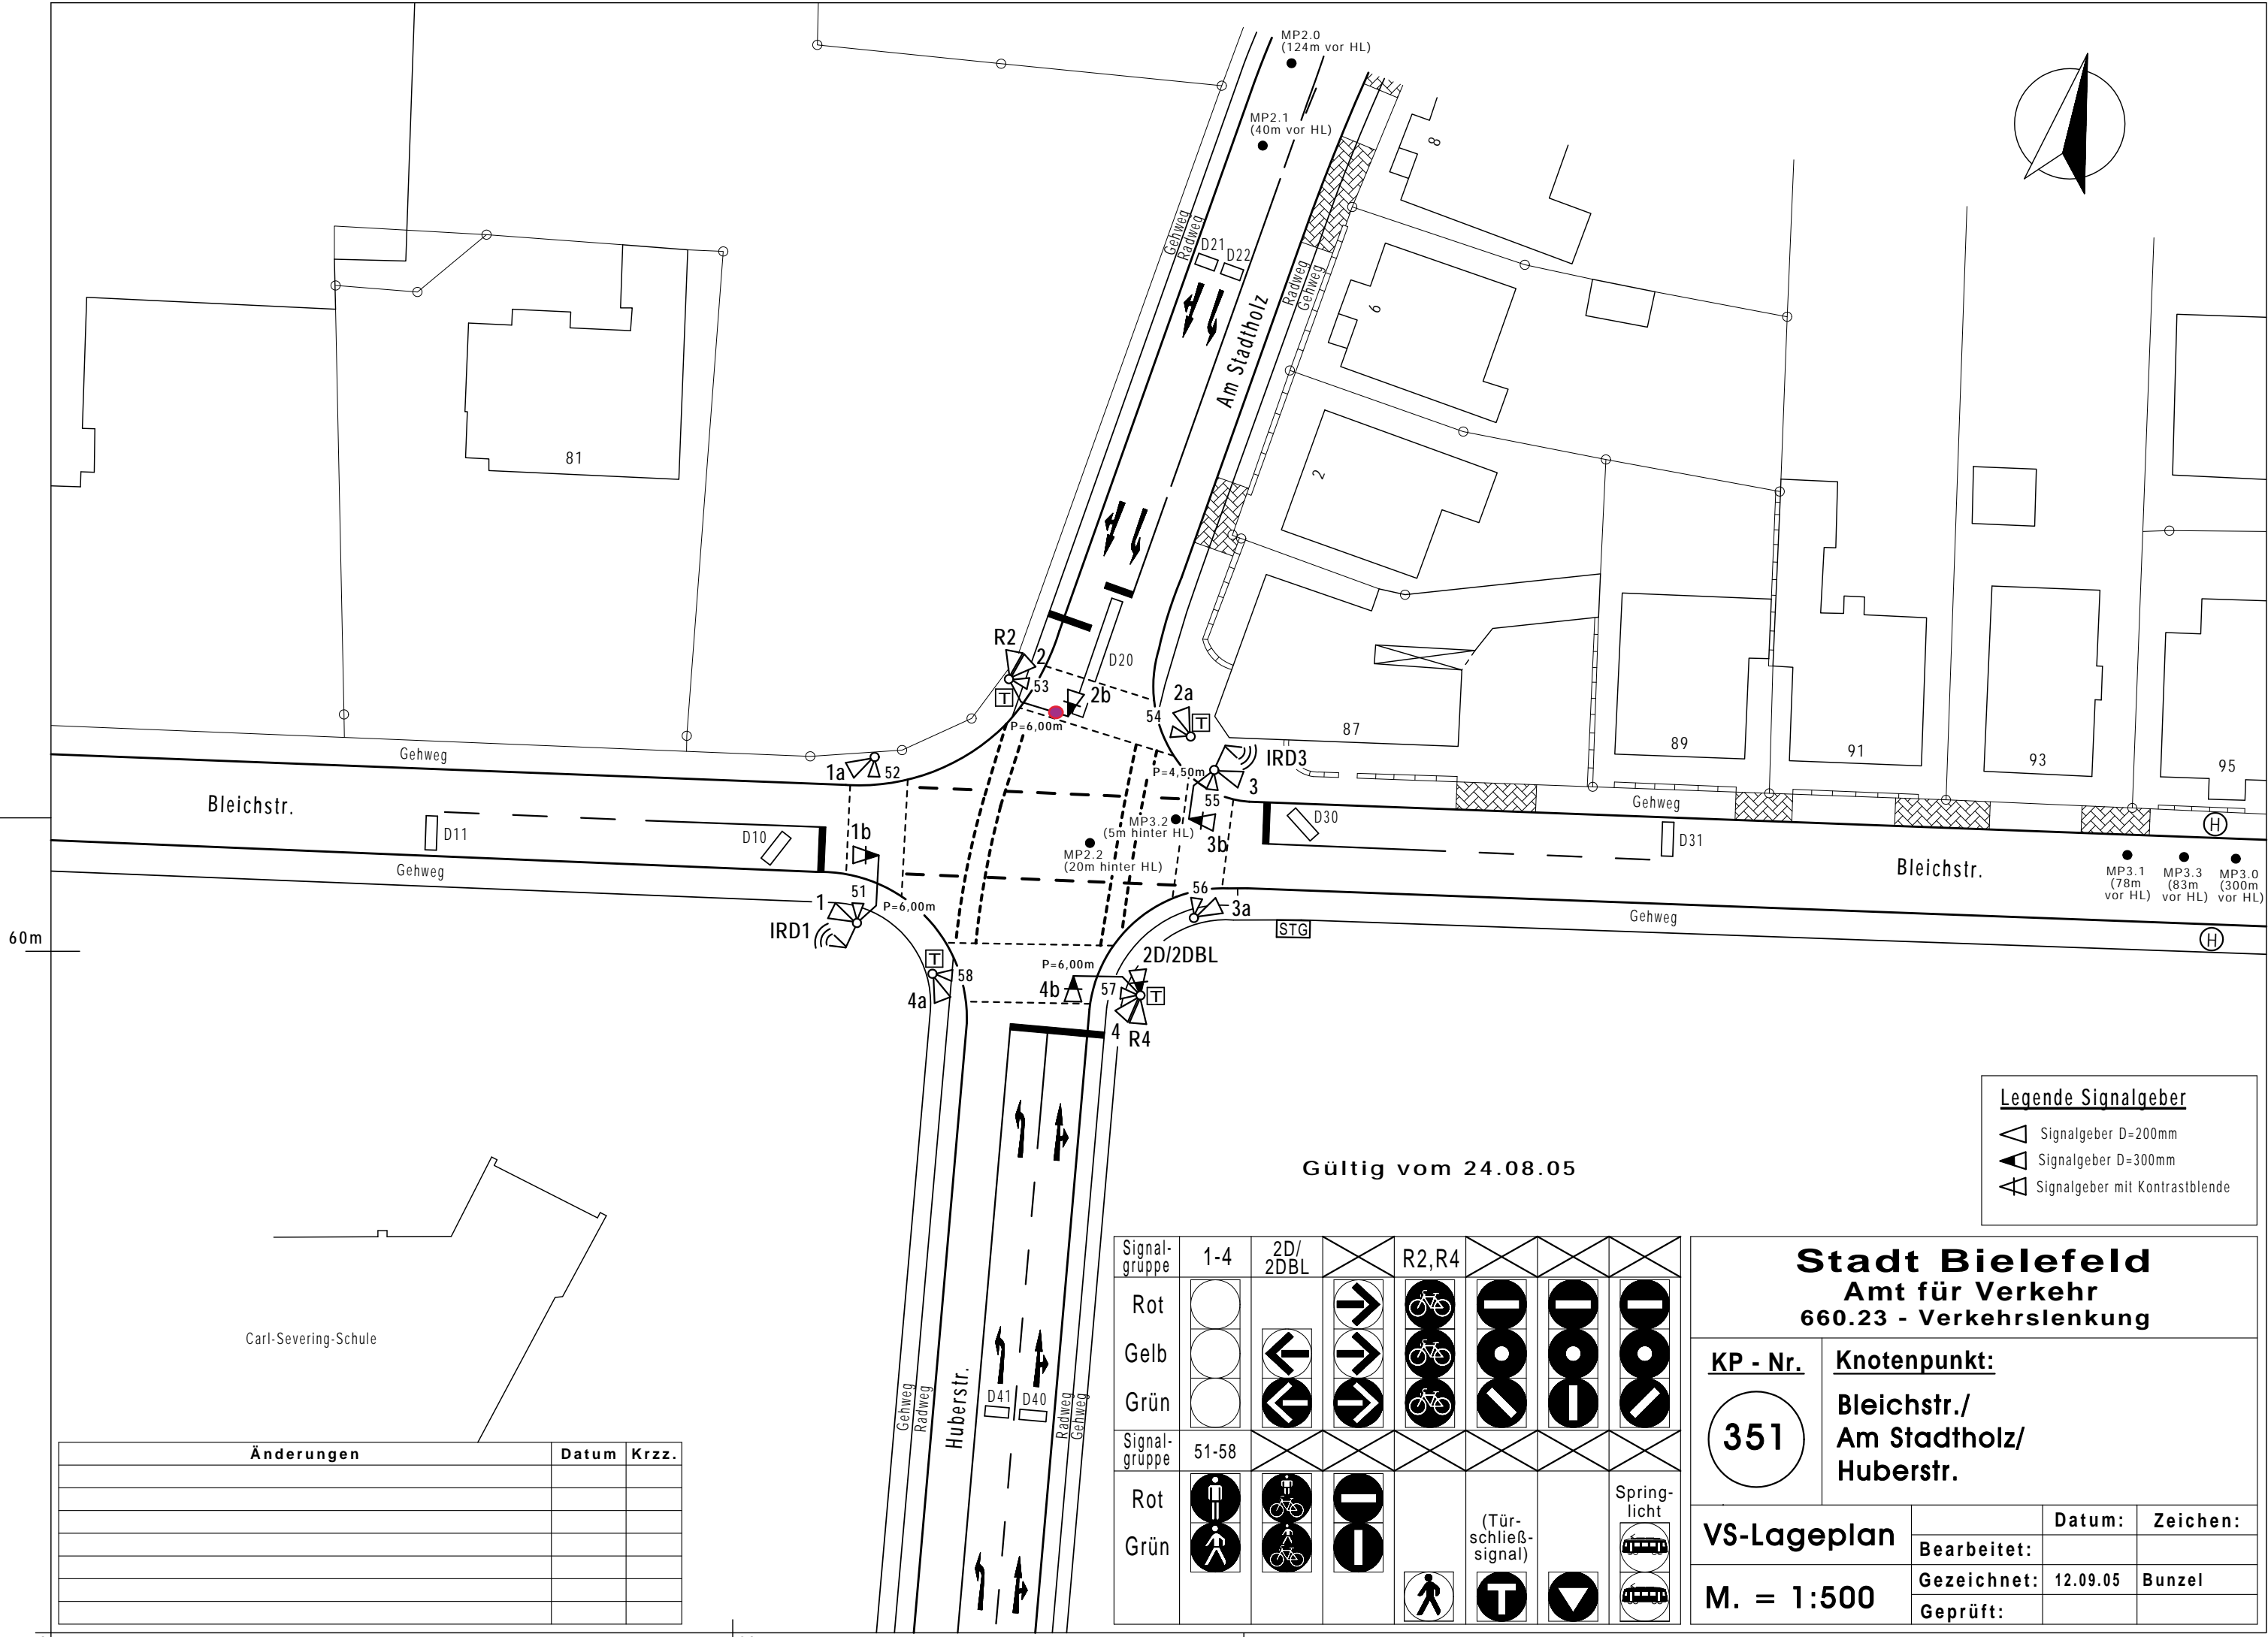 MP2.0
(124m vor HL)
MP2.1
(40m vor HL)
8
Gehweg
Radweg
D21
D22
Radweg
Gehweg
6
Am Stadtholz
81
2
R2
2
53
T
D20
2b
2a
54
T
P=6,00m
87
89
91
93
95
Gehweg
1a
52
IRD3
P=4,50m
3
55
Gehweg
Bleichstr.
D11
D10
1b
MP3.2
(5m hinter HL)
3b
D30
D31
H
MP2.2
(20m hinter HL)
Bleichstr.
MP3.1
(78m
vor HL)
MP3.3
(83m
vor HL)
MP3.0
(300m
vor HL)
Gehweg
51
1
P=6,00m
56
3a
Gehweg
60m
IRD1
STG
H
T
58
4a
P=6,00m
2D/2DBL
4b
57
T
4
R4
Legende Signalgeber
Signalgeber D=200mm
Signalgeber D=300mm
Signalgeber mit Kontrastblende
Gültig vom 24.08.05
Carl-Severing-Schule
Gehweg
Radweg
Huberstr.
D41
D40
Radweg
Gehweg
Signal-
gruppe
1-4
2D/
2DBL
R2,R4
Rot
Gelb
Grün
Signal-
gruppe
51-58
Rot
Grün
(Tür-
schließ-
signal)
T
Spring-
licht
Stadt Bielefeld
Amt für Verkehr
660.23 - Verkehrslenkung
KP - Nr.
351
Knotenpunkt:
Bleichstr./
Am Stadtholz/
Huberstr.
VS-Lageplan
M. = 1:500
Datum: Zeichen:
Bearbeitet:
Gezeichnet: 12.09.05 Bunzel
Geprüft:
Änderungen Datum Krzz.